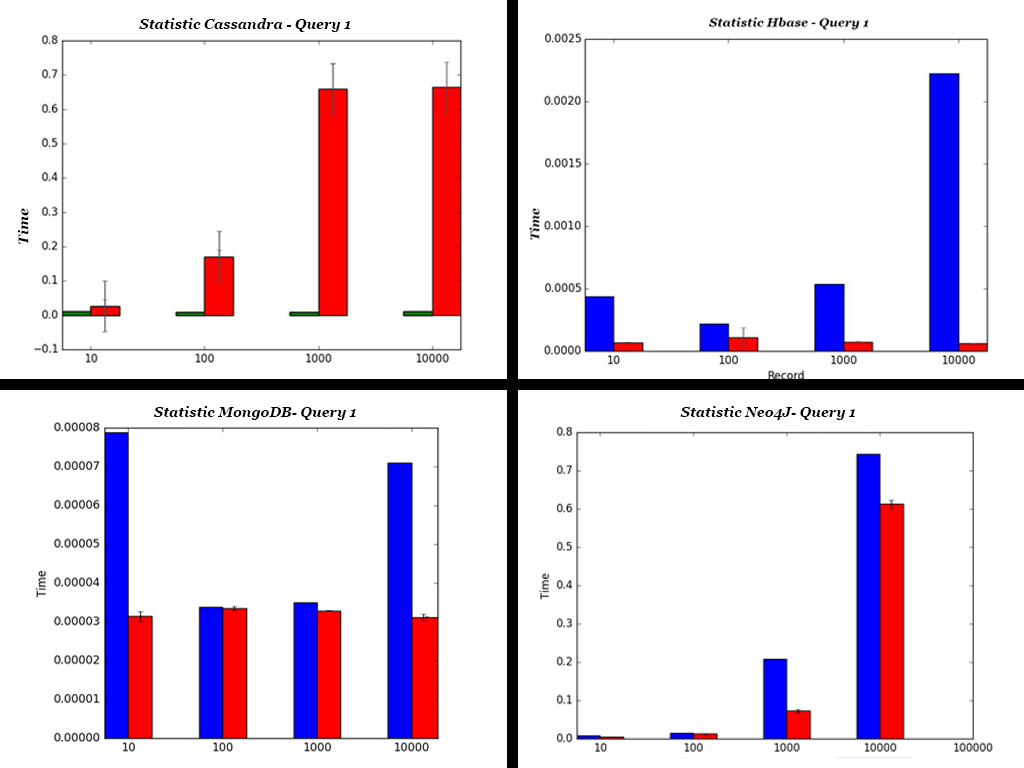 Statistic Cassandra - Query 1
0.8
0.7
0.6
0.5
0.4
0.3
0.2
0.1
0.0
−0.1
Time
10 100 1000 10000
Statistic Hbase - Query 1
0.0025
0.0020
0.0015
0.0010
0.0005
0.0000
Time
10 100 1000 10000
Record
Statistic MongoDB- Query 1
0.00008
0.00007
0.00006
0.00005
0.00004
0.00003
0.00002
0.00001
0.00000
Time
10 100 1000 10000
Statistic Neo4J- Query 1
0.8
0.7
0.6
0.5
0.4
0.3
0.2
0.1
0.0
Time
10 100 1000 10000 100000